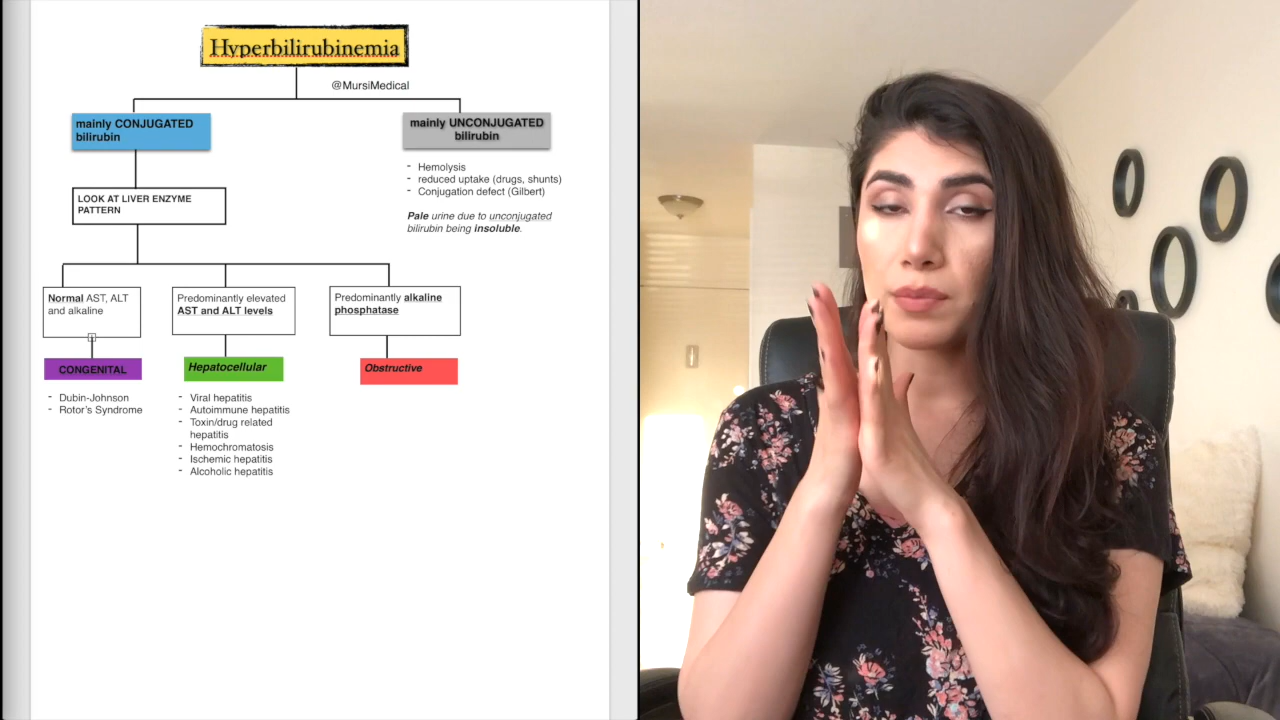 Hyperbilirubinemia
@MursiMedical
mainly CONJUGATED
bilirubin
mainly UNCONJUGATED
bilirubin
- Hemolysis
- reduced uptake (drugs, shunts)
- Conjugation defect (Gilbert)
Pale urine due to unconjugated
bilirubin being insoluble.
LOOK AT LIVER ENZYME
PATTERN
Normal AST, ALT
and alkaline
Predominantly elevated
AST and ALT levels
Predominantly alkaline
phosphatase
CONGENITAL
Hepatocellular
Obstructive
- Dubin-Johnson
- Rotor's Syndrome
- Viral hepatitis
- Autoimmune hepatitis
- Toxin/drug related
hepatitis
- Hemochromatosis
- Ischemic hepatitis
- Alcoholic hepatitis